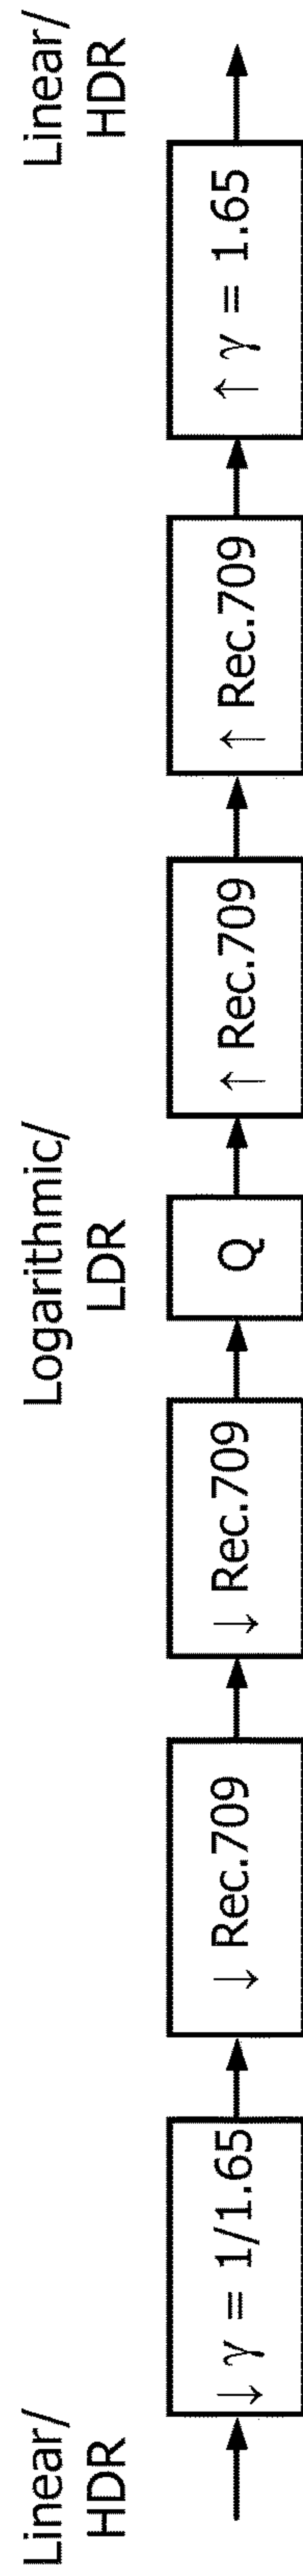 Linear/
HDR
Logarithmic/
LDR
Linear/
HDR
↓ γ = 1/1.65
↓ Rec.709
↓ Rec.709
Q
↑ Rec.709
↑ Rec.709
↑ γ = 1.65